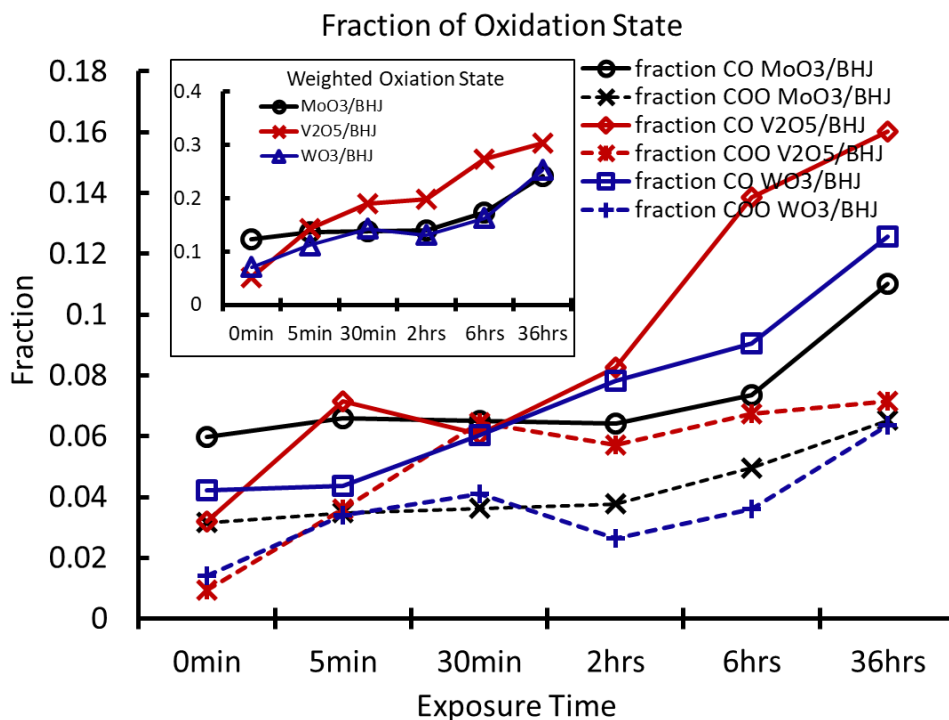 Fraction of Oxidation State
0.18
0.16
0.14
0.12
0.1
0.08
0.06
0.04
0.02
0
Fraction
0min 5min 30min 2hrs 6hrs 36hrs
Exposure Time
fraction CO MoO3/BHJ
fraction COO MoO3/BHJ
fraction CO V2O5/BHJ
fraction COO V2O5/BHJ
fraction CO WO3/BHJ
fraction COO WO3/BHJ
Weighted Oxiation State
MoO3/BHJ
V2O5/BHJ
WO3/BHJ
0.4
0.3
0.2
0.1
0
0min 5min 30min 2hrs 6hrs 36hrs